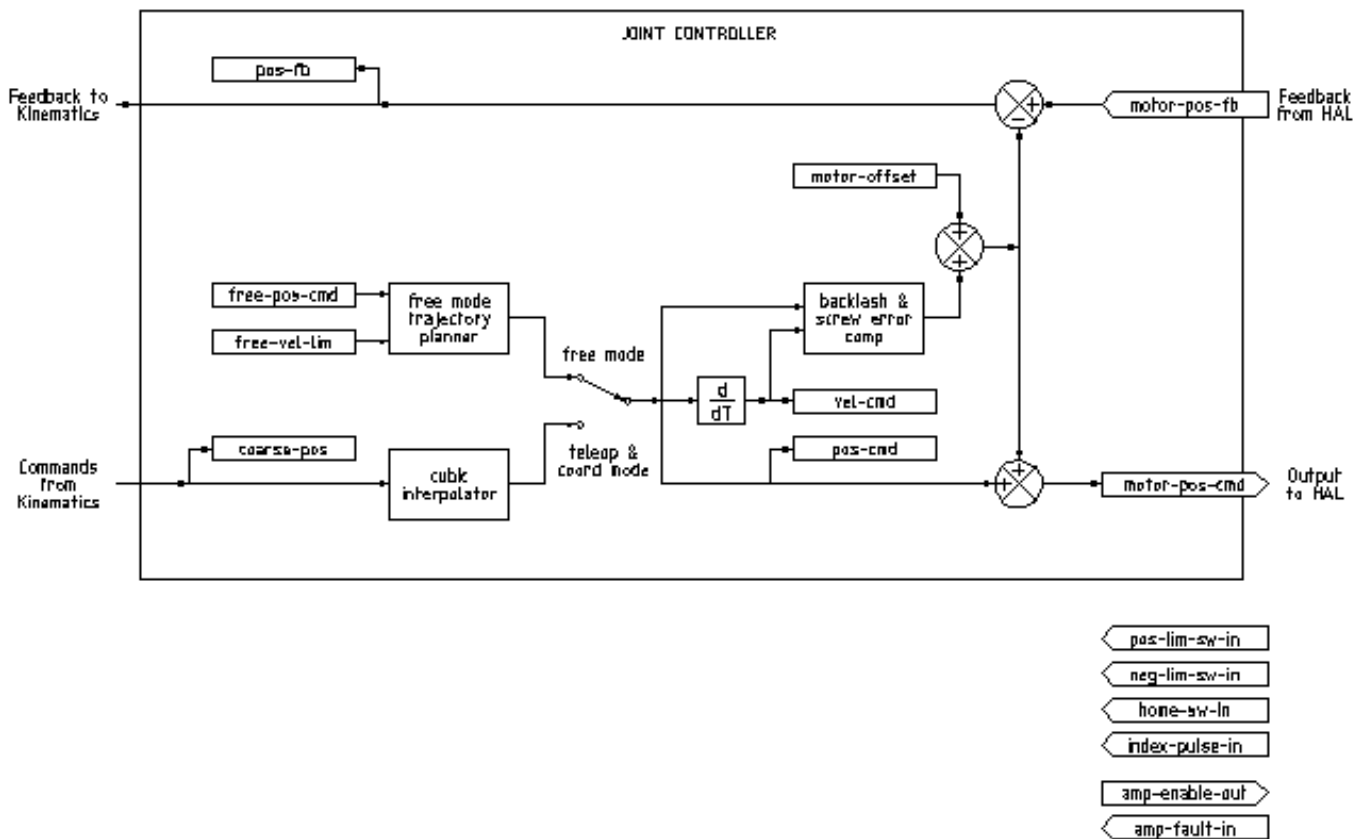 JOINT CONTROLLER
pos-fb
Feedback to
Kinematics
+
-
motor-pos-fb
Feedback
from HAL
motor-offset
+
+
free-pos-cmd
free-vel-lim
free mode
trajectory
planner
backlash &
screw error
comp
free mode
d
dT
vel-cmd
coarse-pos
teleop &
coord mode
pos-cmd
Commands
from
Kinematics
cubic
interpolator
+
+
motor-pos-cmd
Output
to HAL
pos-lim-sw-in
neg-lim-sw-in
home-sw-in
index-pulse-in
amp-enable-out
amp-fault-in